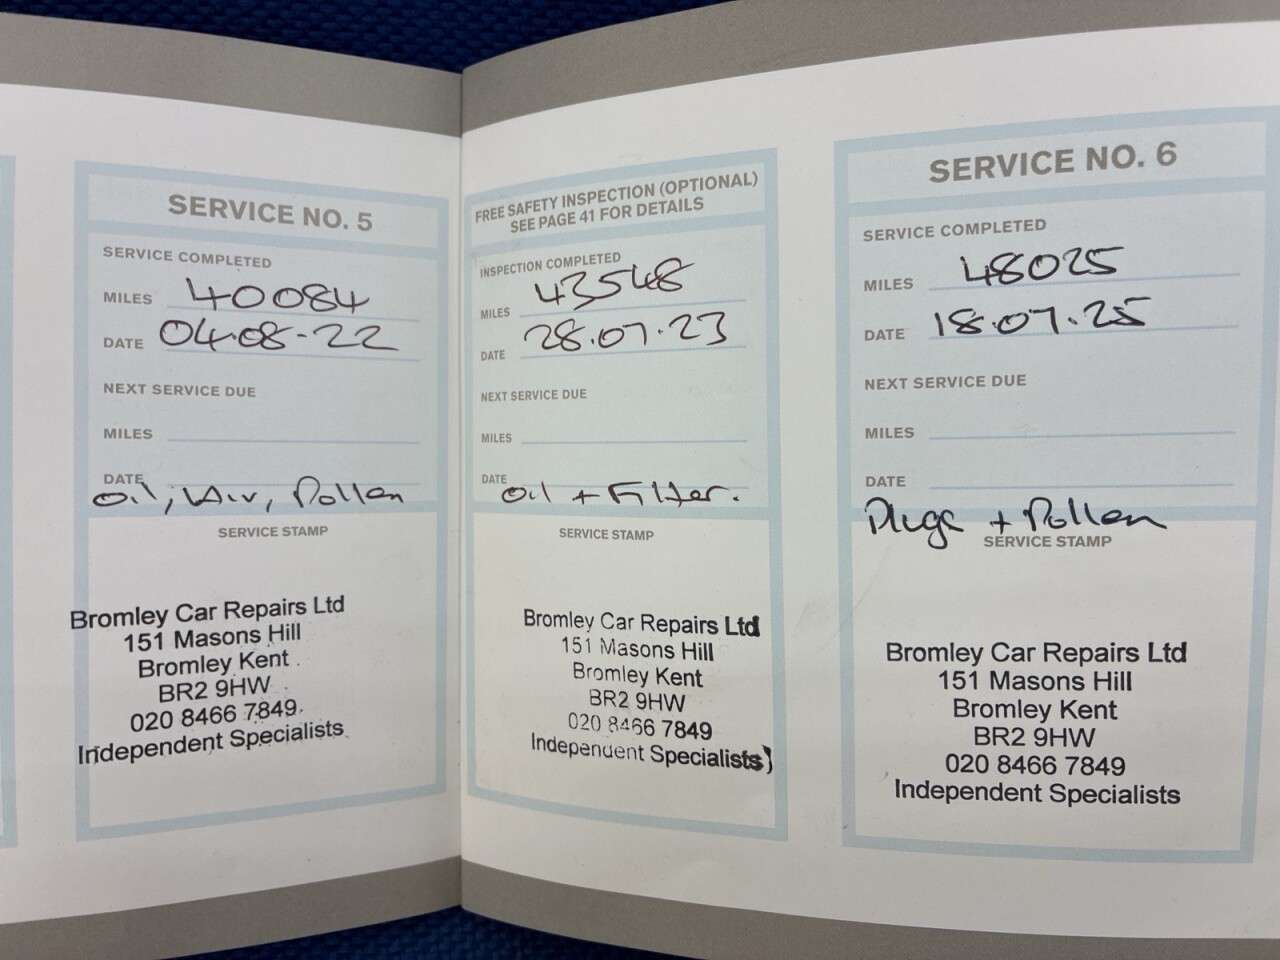 SERVICE NO. 5
SERVICE COMPLETED
MILES 40084
DATE 04.08-22
NEXT SERVICE DUE
MILES
DATE
Oil, Air, Pollen
SERVICE STAMP
Bromley Car Repairs Ltd
151 Masons Hill
Bromley Kent
BR2 9HW
020 8466 7849
Independent Specialists
FREE SAFETY INSPECTION (OPTIONAL)
SEE PAGE 41 FOR DETAILS
INSPECTION COMPLETED
MILES 43548
DATE 28.07.23
NEXT SERVICE DUE
MILES
DATE
Oil + Filter.
SERVICE STAMP
Bromley Car Repairs Ltd
151 Masons Hill
Bromley Kent
BR2 9HW
020 8466 7849
Independent Specialists
SERVICE NO. 6
SERVICE COMPLETED
MILES 48025
DATE 18.07.25
NEXT SERVICE DUE
MILES
DATE
Plugs + Pollen
SERVICE STAMP
Bromley Car Repairs Ltd
151 Masons Hill
Bromley Kent
BR2 9HW
020 8466 7849
Independent Specialists